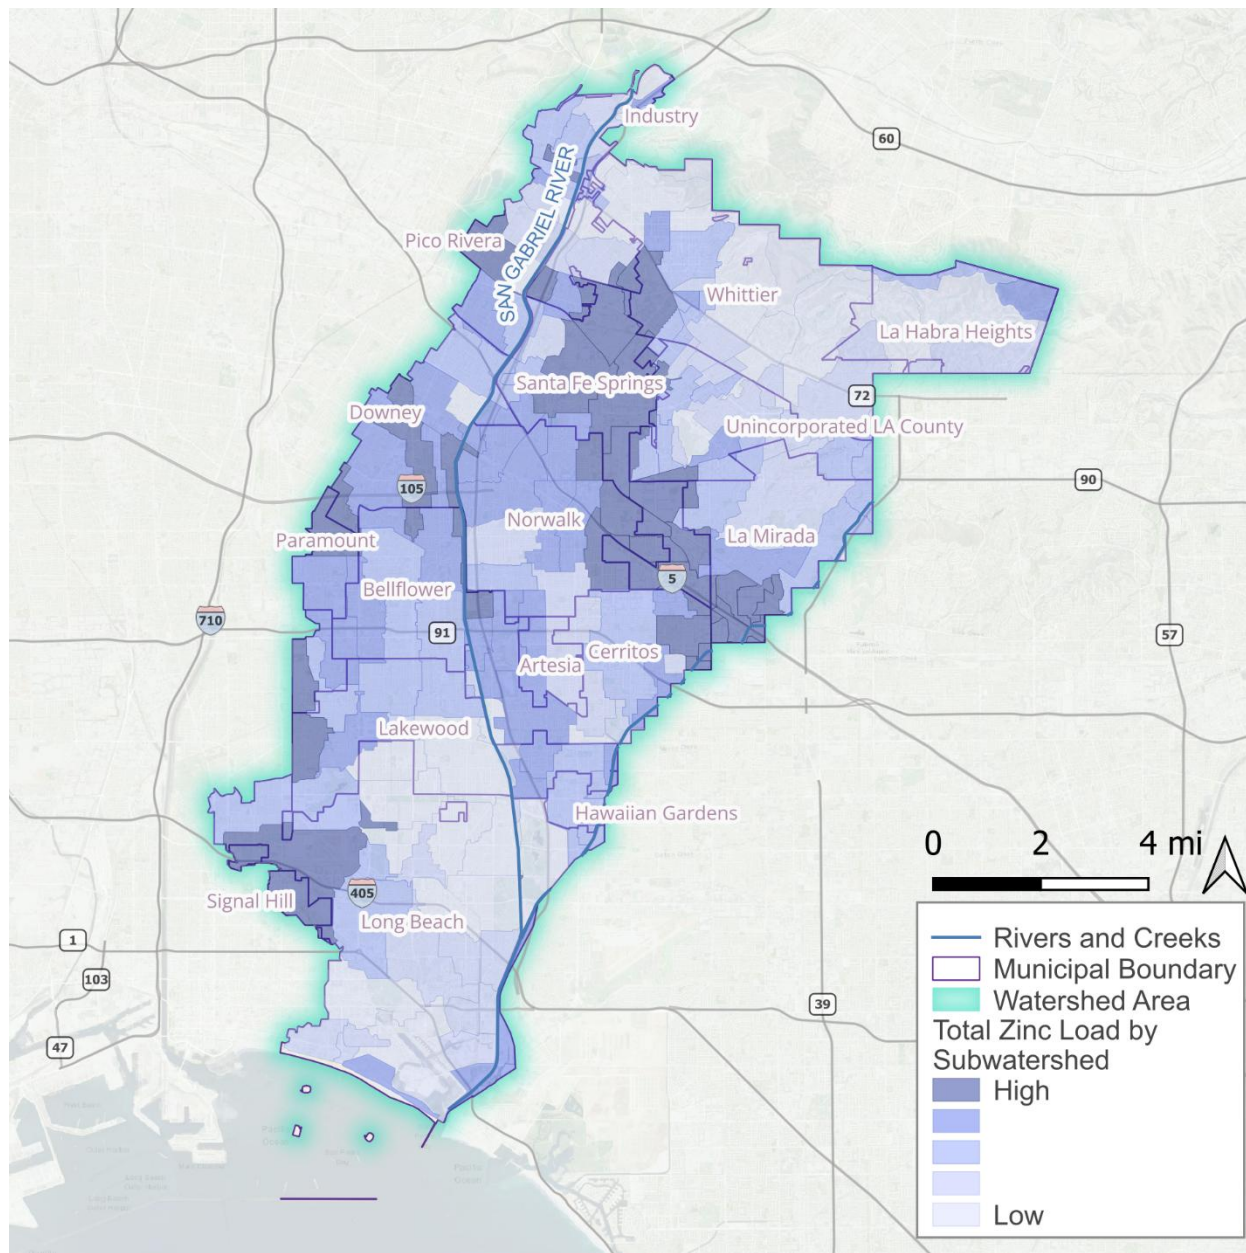 Industry
60
SAN GABRIEL RIVER
Pico Rivera
Whittier
La Habra Heights
Santa Fe Springs
72
Downey
Unincorporated LA County
105
90
Norwalk
Paramount
La Mirada
5
Bellflower
710
91
57
Artesia
Cerritos
Lakewood
Hawaiian Gardens
0 2 4 mi
405
Signal Hill
Long Beach
1
103
39
47
Rivers and Creeks
Municipal Boundary
Watershed Area
Total Zinc Load by
Subwatershed
High
Low